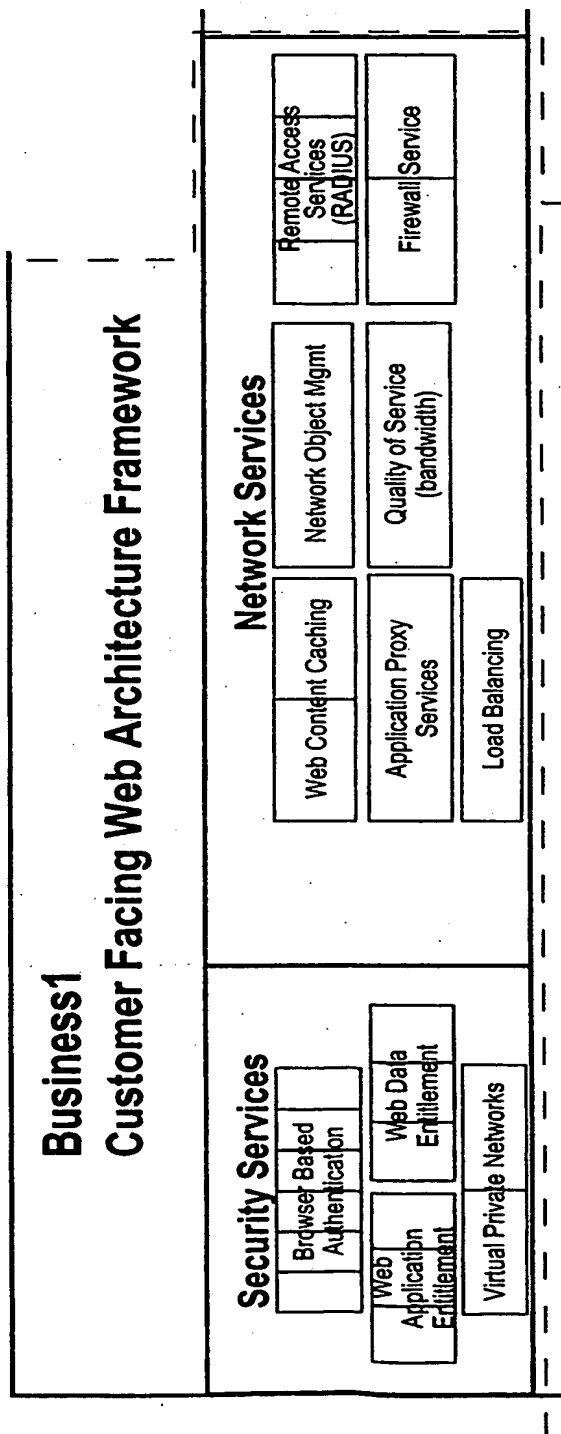 Business1
Customer Facing Web Architecture Framework
Security Services
Browser Based
Authentication
Web
Application
Entitlement
Web Data
Entitlement
Virtual Private Networks
Network Services
Web Content Caching
Network Object Mgmt
Remote Access
Services
(RADIUS)
Application Proxy
Services
Quality of Service
(bandwidth)
Firewall Service
Load Balancing